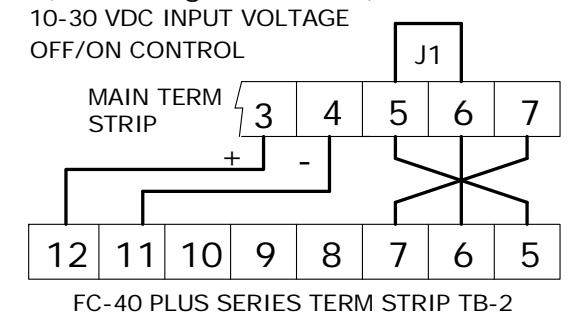 10-30 VDC INPUT VOLTAGE
OFF/ON CONTROL
J1
MAIN TERM
STRIP
3 4 5 6 7
+ -
12 11 10 9 8 7 6 5
FC-40 PLUS SERIES TERM STRIP TB-2